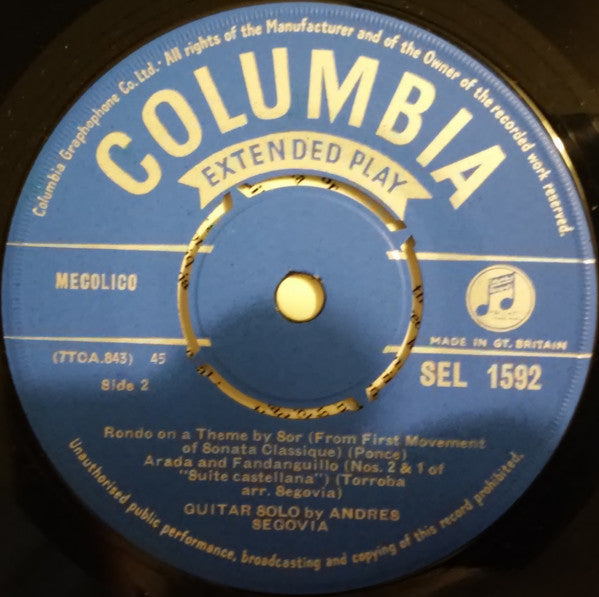 Columbia Graphophone Co. Ltd. · All rights of the Manufacturer and of the Owner of the recorded work reserved.
COLUMBIA
EXTENDED PLAY
MECOLICO
MADE IN GT. BRITAIN
(7TCA.843) 45
SEL 1592
Side 2
Rondo on a Theme by Sor (From First Movement
of Sonata Classique) (Ponce)
Arada and Fandanguillo (Nos. 2 & 1 of
"Suite castellana") (Torroba
arr. Segovia)
GUITAR SOLO by ANDRES
SEGOVIA
Unauthorised public performance, broadcasting and copying of this record prohibited.